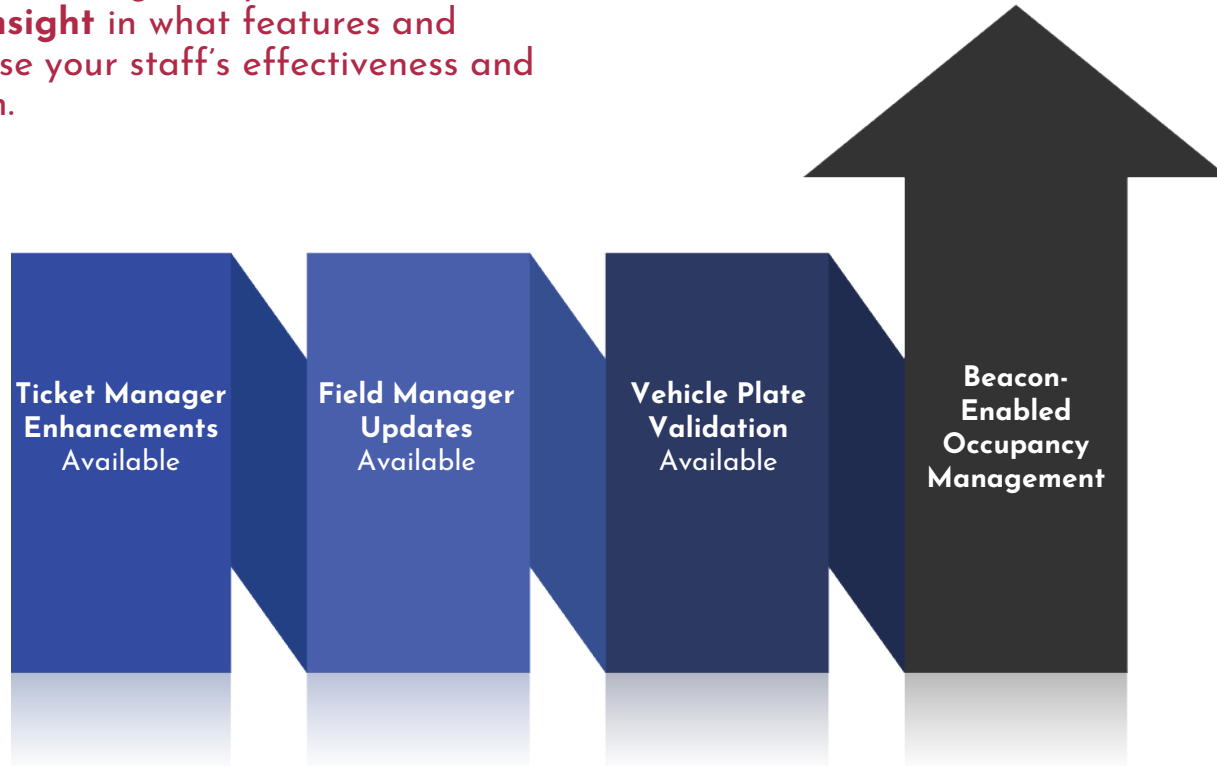 nsight in what features and
se your staff's effectiveness and
Ticket Manager
Enhancements
Available
Field Manager
Updates
Available
Vehicle Plate
Validation
Available
Beacon-
Enabled
Occupancy
Management